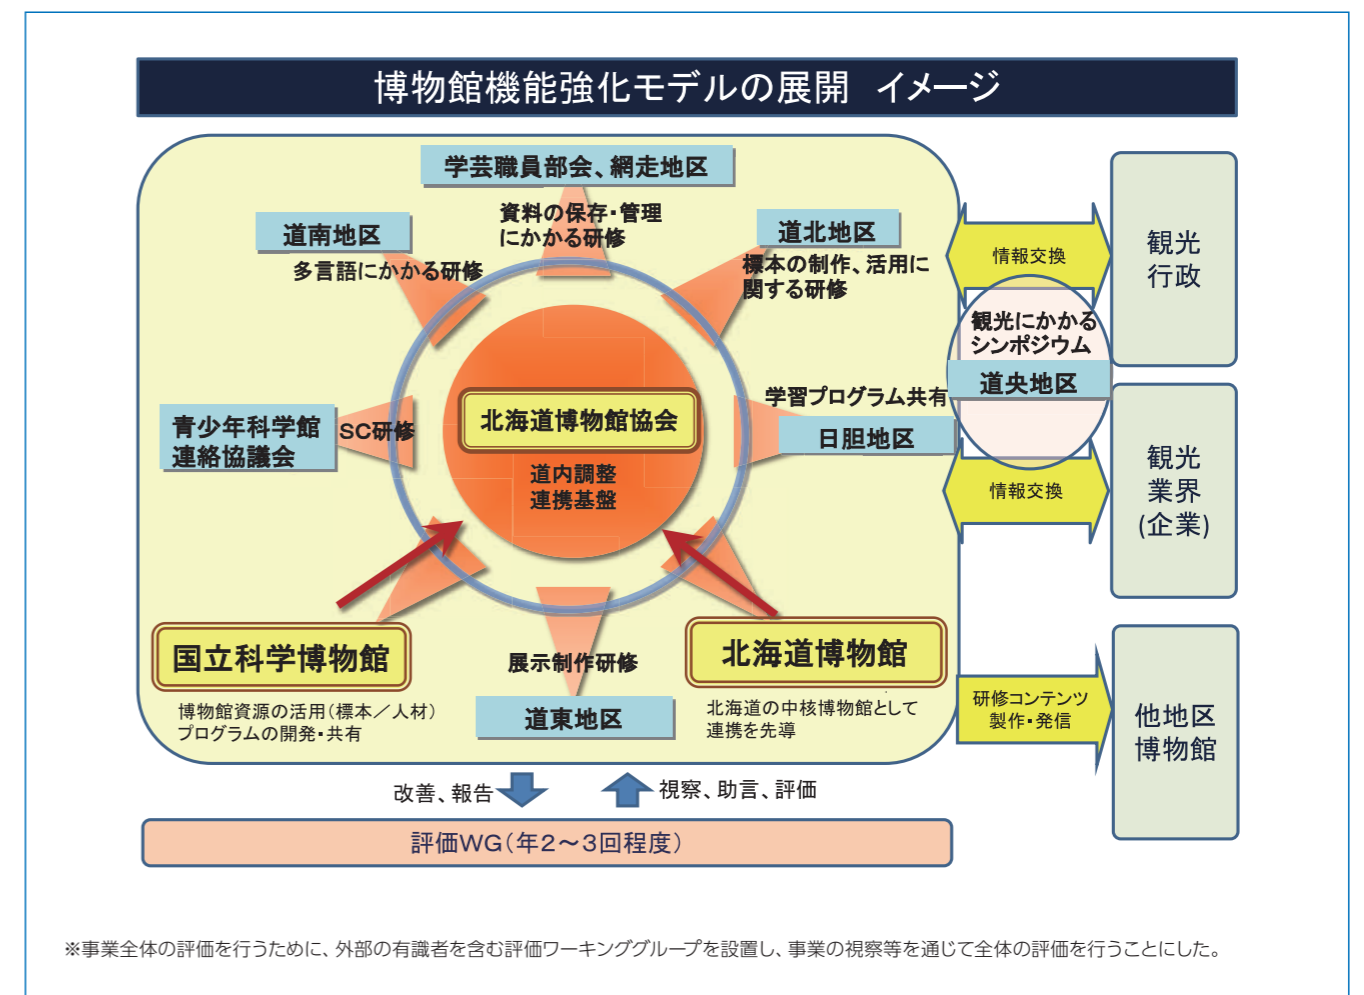 博物館機能強化モデルの展開　イメージ
学芸職員部会、網走地区
資料の保存・管理
にかかる研修
道南地区
多言語にかかる研修
道北地区
標本の制作、活用に
関する研修
青少年科学館
連絡協議会
SC研修
北海道博物館協会
道内調整
連携基盤
学習プログラム共有
日胆地区
国立科学博物館
博物館資源の活用（標本／人材）
プログラムの開発・共有
展示制作研修
道東地区
北海道博物館
北海道の中核博物館として
連携を先導
情報交換
観光にかかる
シンポジウム
道央地区
情報交換
観光
行政
観光
業界
(企業)
研修コンテンツ
製作・発信
他地区
博物館
改善、報告
視察、助言、評価
評価WG（年２～３回程度）
※事業全体の評価を行うために、外部の有識者を含む評価ワーキンググループを設置し、事業の視察等を通じて全体の評価を行うことにした。